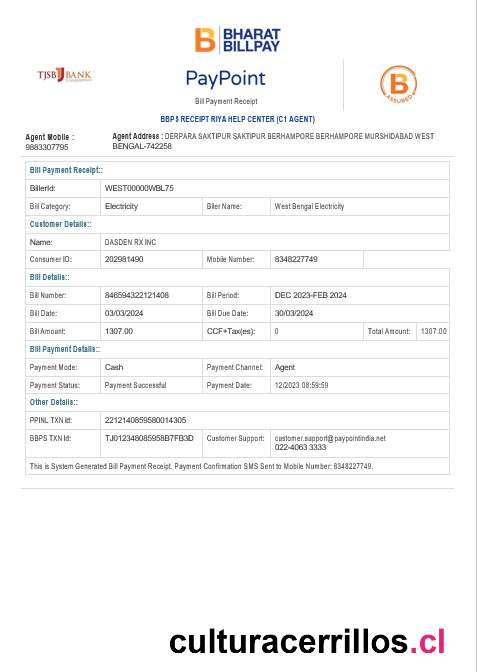 BHARAT
BILLPAY
TJSB BANK
PayPoint
B
ASSURED
Bill Payment Receipt
BBPS RECEIPT RIYA HELP CENTER (C1 AGENT)
Agent Mobile : Agent Address : DERPARA SAKTIPUR SAKTIPUR BERHAMPORE BERHAMPORE MURSHIDABAD WEST
9883307795 BENGAL-742258
Bill Payment Receipt::
BillerId: WEST00000WBL75
Bill Category: Electricity Biler Name: West Bengal Electricity
Customer Details::
Name: DASDEN RX INC
Consumer ID: 202981490 Mobile Number: 8348227749
Bill Details::
Bill Number: 846594322121408 Bill Period: DEC 2023-FEB 2024
Bill Date: 03/03/2024 Bill Due Date: 30/03/2024
Bill Amount: 1307.00 CCF+Tax(es): 0 Total Amount: 1307.00
Bill Payment Details::
Payment Mode: Cash Payment Channel: Agent
Payment Status: Payment Successful Payment Date: 12/2023 08:59:59
Other Details::
PPINL TXN Id: 2212140859580014305
BBPS TXN Id: TJ012348085958B7FB3D Customer Support: customer.support@paypointindia.net
022-4063 3333
This is System Generated Bill Payment Receipt. Payment Confirmation SMS Sent to Mobile Number: 8348227749.
culturacerrillos.cl